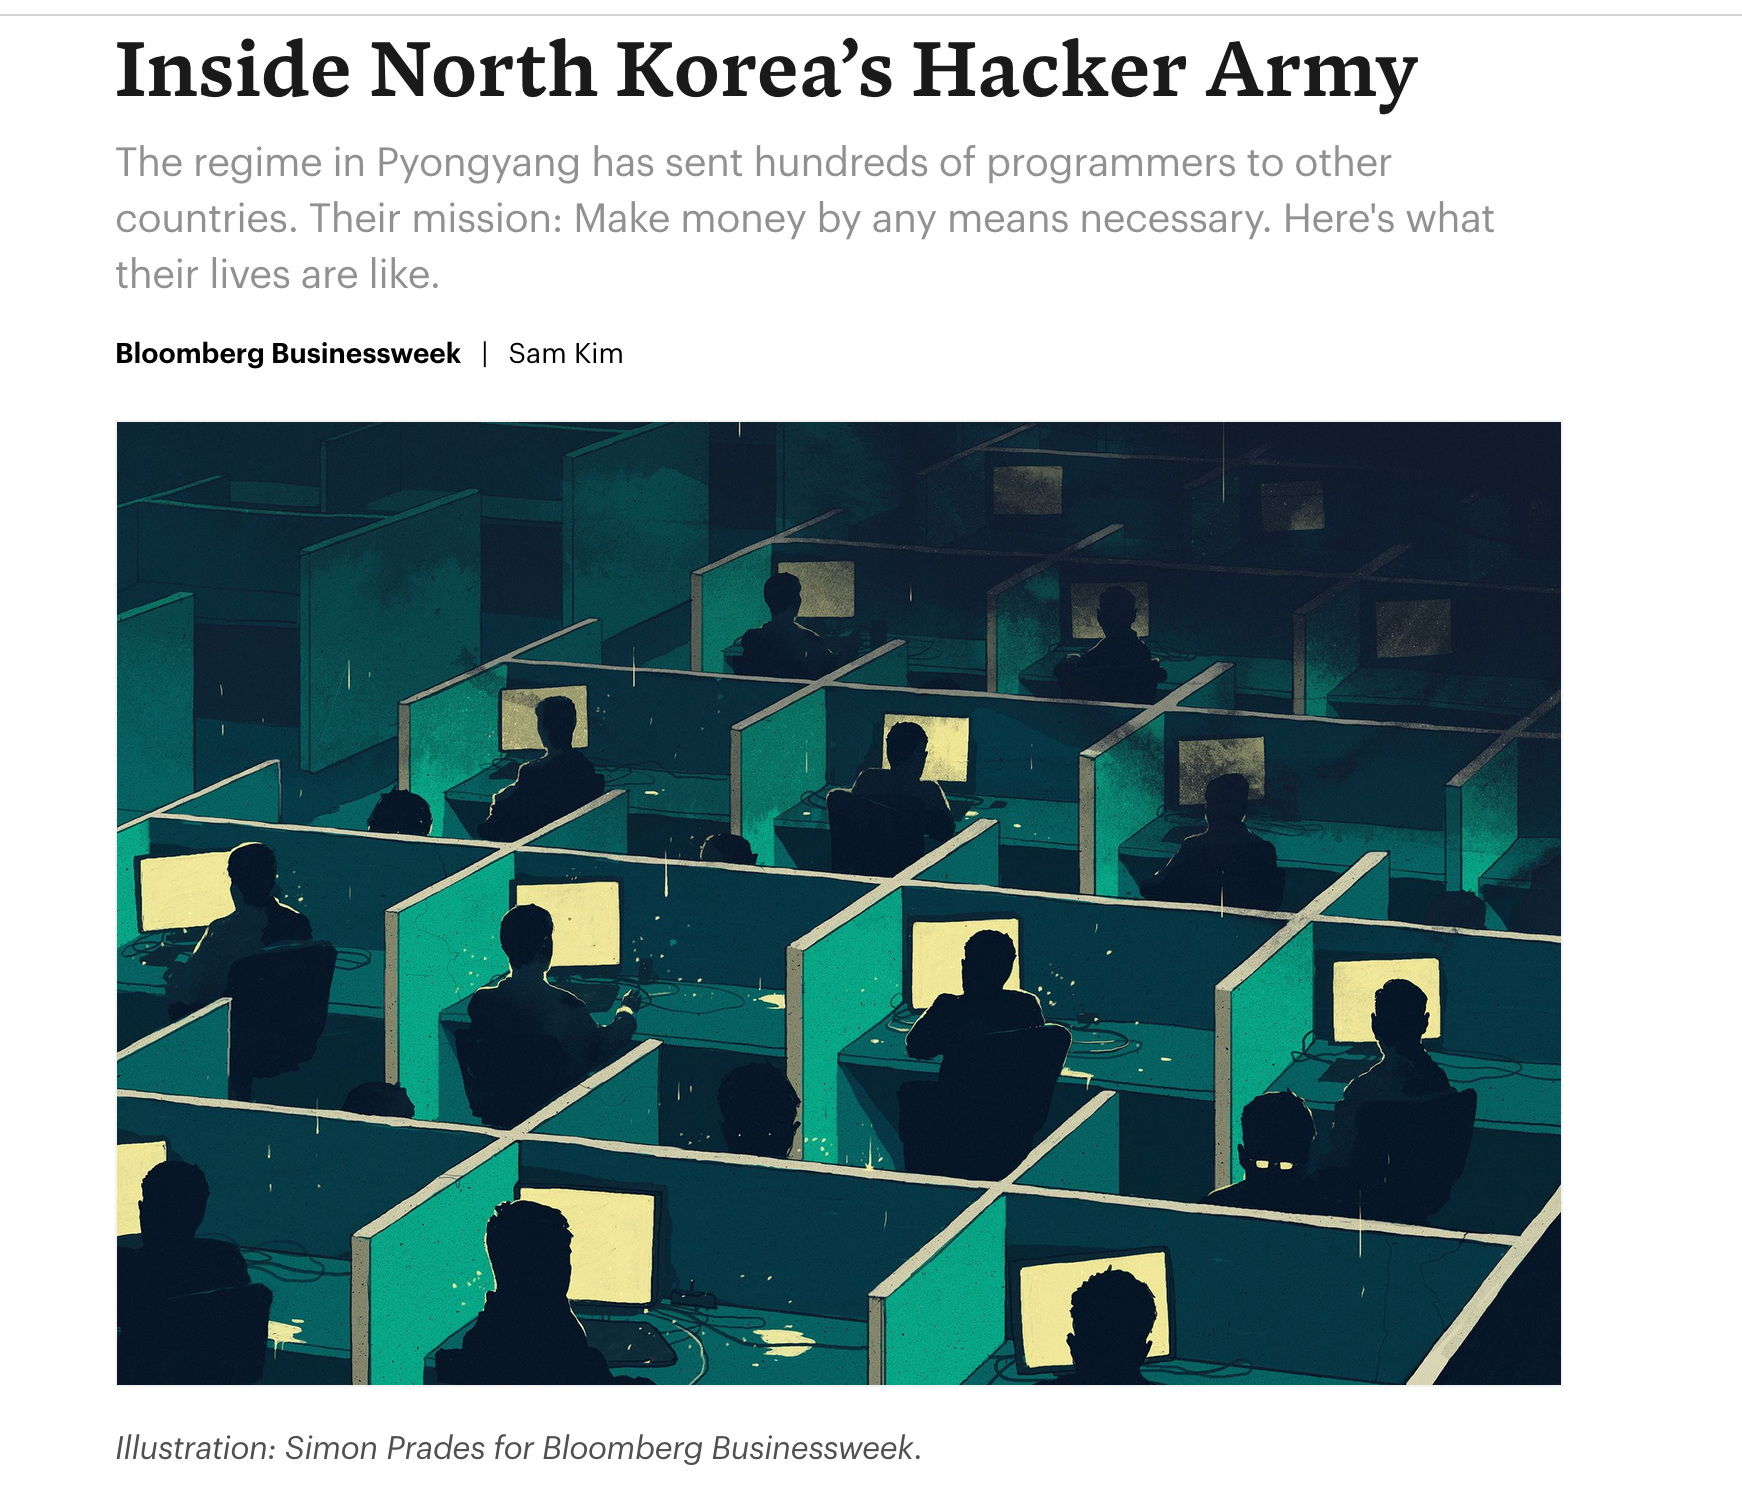 Inside North Korea’s Hacker Army
The regime in Pyongyang has sent hundreds of programmers to other
countries. Their mission: Make money by any means necessary. Here's what
their lives are like.
Bloomberg Businessweek | Sam Kim
Illustration: Simon Prades for Bloomberg Businessweek.